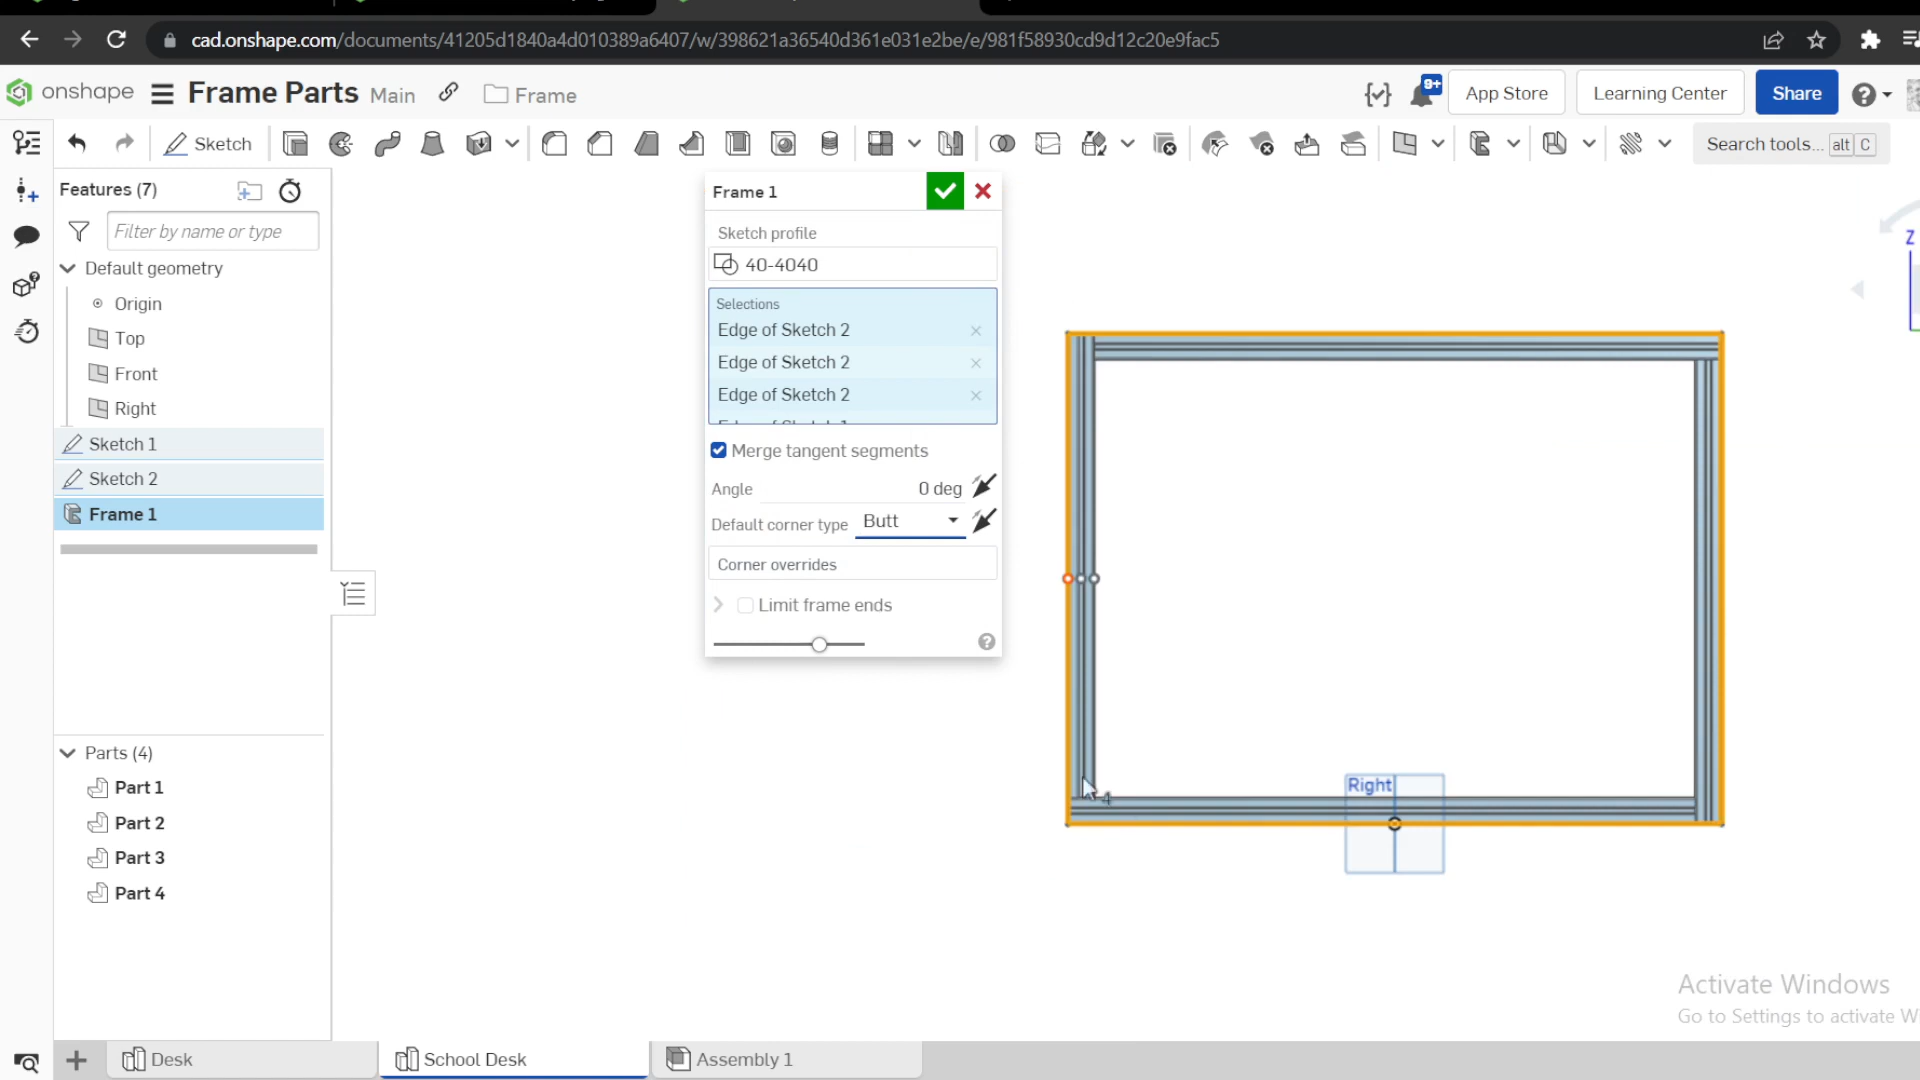 cad.onshape.com/documents/41205d1840a4d010389a6407/w/398621a36540d361e031e2be/e/981f58930cd9d12c20e9fac5
onshape Frame Parts Main Frame 9+ App Store Learning Center Share
Sketch Search tools... alt C
Features (7)
Filter by name or type
Default geometry
Origin
Top
Front
Right
Sketch 1
Sketch 2
Frame 1
Parts (4)
Part 1
Part 2
Part 3
Part 4
Frame 1
Sketch profile
40-4040
Selections
Edge of Sketch 2
Edge of Sketch 2
Edge of Sketch 2
Merge tangent segments
Angle 0 deg
Default corner type Butt
Corner overrides
Limit frame ends
Z
Right
4
Activate Windows
Go to Settings to activate W
Desk School Desk Assembly 1